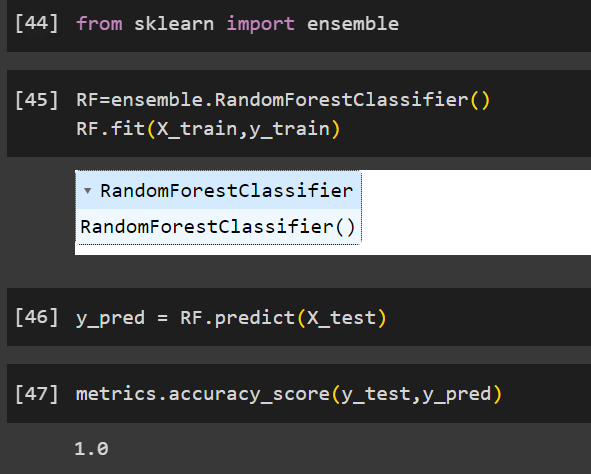 [44] from sklearn import ensemble
[45] RF=ensemble.RandomForestClassifier()
RF.fit(X_train,y_train)
▾ RandomForestClassifier
RandomForestClassifier()
[46] y_pred = RF.predict(X_test)
[47] metrics.accuracy_score(y_test,y_pred)
1.0